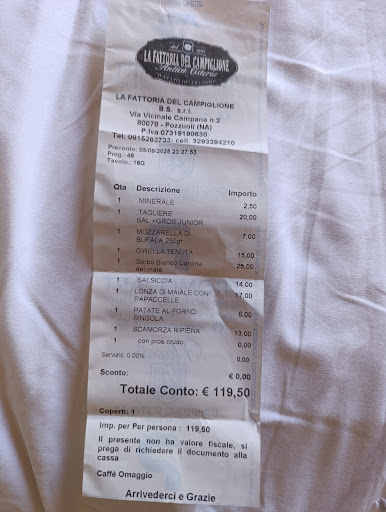 LA FATTORIA DEL CAMPIGLIONE
Antica Osteria
LA FATTORIA DEL CAMPIGLIONE
B.S. s.r.l.
Via Vicinale Campana n.2
80078 - Pozzuoli (NA)
P.Iva 07319190638
Tel. 0815263733- cell. 3293394210
Preconto: 05/09/2025 23:27:53
Prog.: 48
Tavolo.: 18G
Qta Descrizione Importo
1 .MINERALE 2,50
1 .TAGLIERE 20,00
SAL.+GROS JUNIOR
1 MOZZARELLA DI 7,00
BUFALA 250gr
1 GIRELLA TENUTA 15,00
1 Sorbo Bianco Cantina 25,00
del mare
1 SALSICCIA 14,00
1 LONZA DI MAIALE CON 17,00
PAPACCELLE
1 PATATE AL FORNO 6,00
SINGOLA
1 SCAMORZA RIPIENA 13,00
1 con pros crudo 0,00
Servizio: 0.00% 0,00
Sconto: € 0,00
Totale Conto: € 119,50
Coperti: 1
Imp. per Per persona : 119,50
Il presente non ha valore fiscale, si
prega di richiedere il documento alla
cassa
Caffè Omaggio
Arrivederci e Grazie